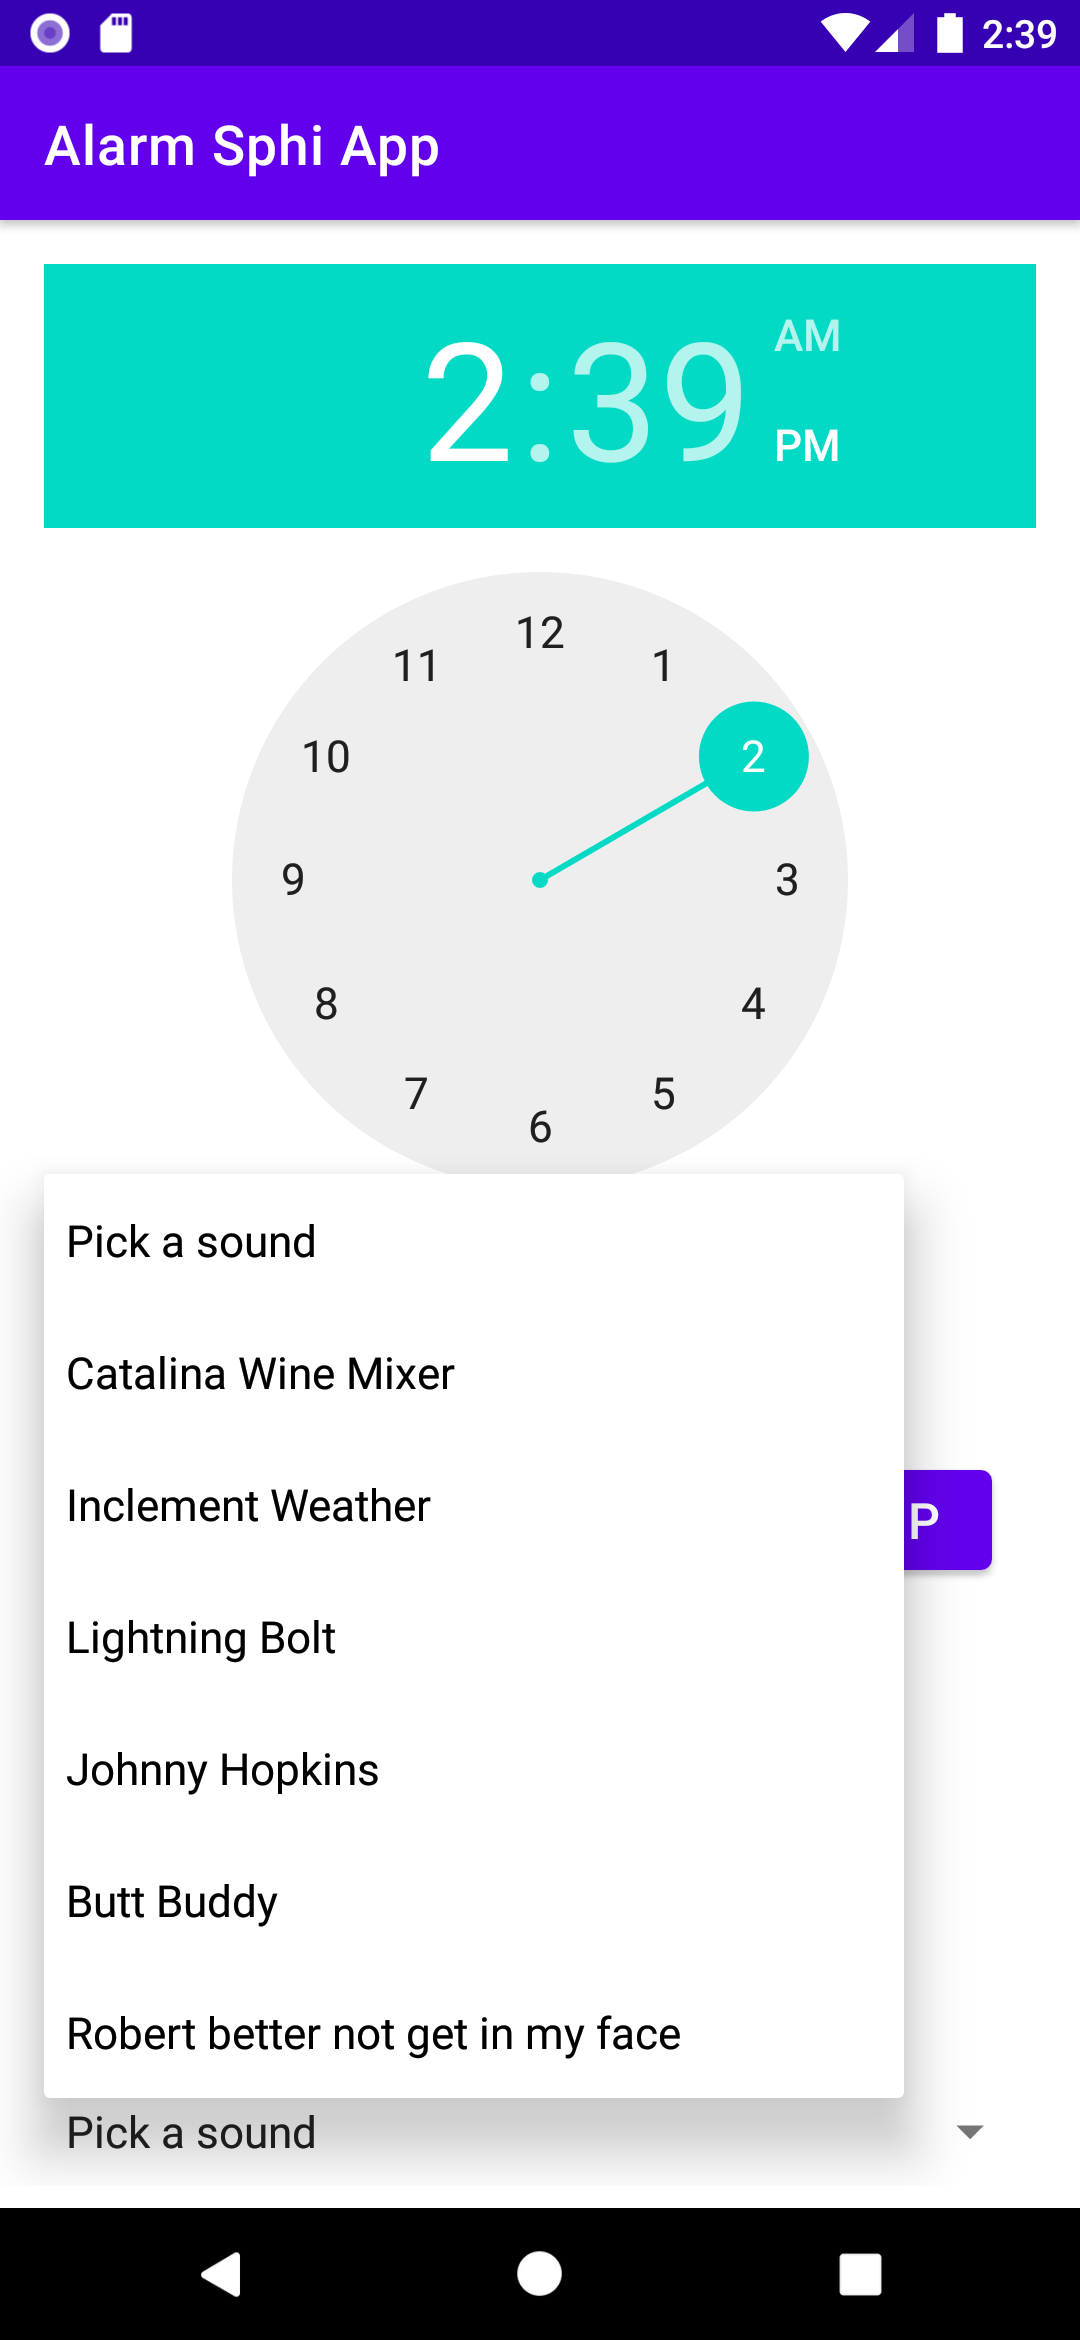 2:39
Alarm Sphi App
2:39
AM
PM
12
11
1
10
2
9
3
8
4
7
5
6
Pick a sound
Catalina Wine Mixer
Inclement Weather
P
Lightning Bolt
Johnny Hopkins
Butt Buddy
Robert better not get in my face
Pick a sound